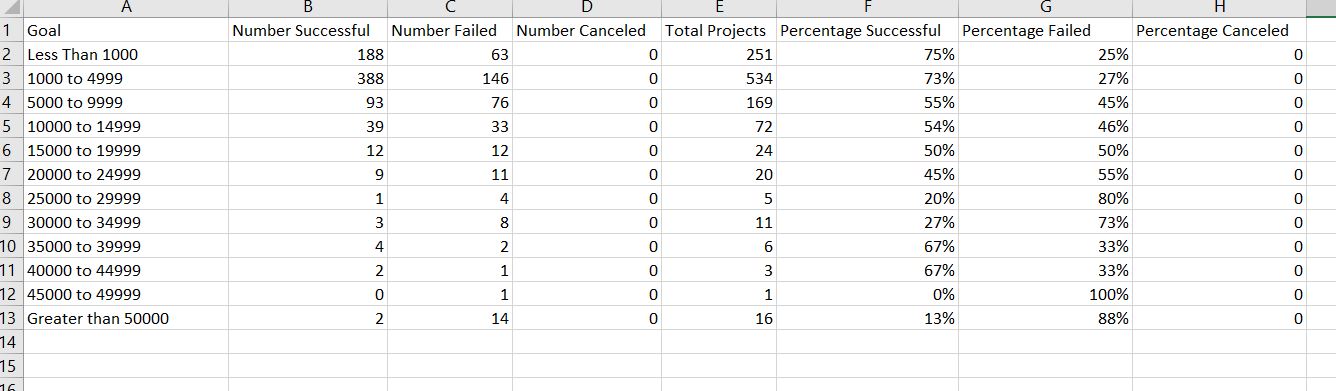 A B C D E F G H
1 Goal Number Successful Number Failed Number Canceled Total Projects Percentage Successful Percentage Failed Percentage Canceled
2 Less Than 1000 188 63 0 251 75% 25% 0
3 1000 to 4999 388 146 0 534 73% 27% 0
4 5000 to 9999 93 76 0 169 55% 45% 0
5 10000 to 14999 39 33 0 72 54% 46% 0
6 15000 to 19999 12 12 0 24 50% 50% 0
7 20000 to 24999 9 11 0 20 45% 55% 0
8 25000 to 29999 1 4 0 5 20% 80% 0
9 30000 to 34999 3 8 0 11 27% 73% 0
10 35000 to 39999 4 2 0 6 67% 33% 0
11 40000 to 44999 2 1 0 3 67% 33% 0
12 45000 to 49999 0 1 0 1 0% 100% 0
13 Greater than 50000 2 14 0 16 13% 88% 0
14
15
16